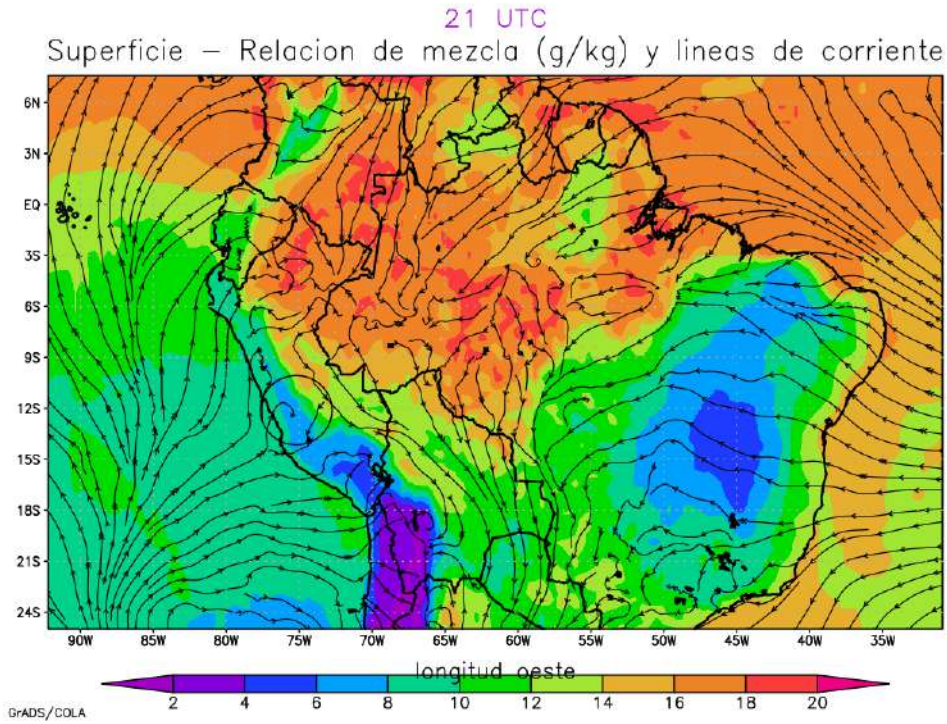 21 UTC
Superficie – Relacion de mezcla (g/kg) y lineas de corriente
6N
3N
EQ
3S
6S
9S
12S
15S
18S
21S
24S
90W 85W 80W 75W 70W 65W 60W 55W 50W 45W 40W 35W
longitud oeste
2 4 6 8 10 12 14 16 18 20
GrADS/COLA